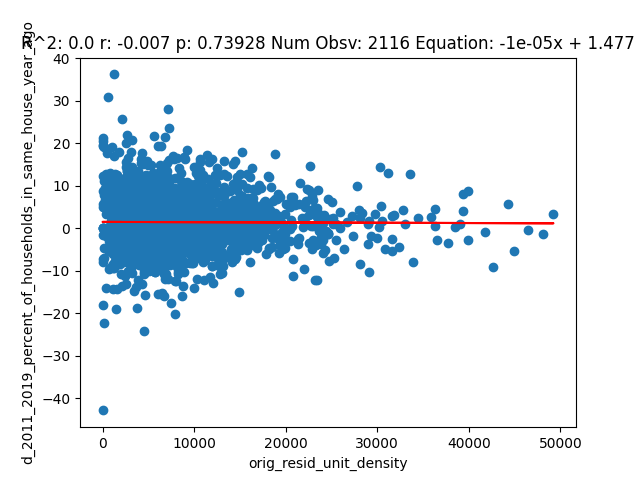 R^2: 0.0 r: -0.007 p: 0.73928 Num Obsv: 2116 Equation: -1e-05x + 1.477
d_2011_2019_percent_of_households_in_same_house_year_ago
40
30
20
10
0
−10
−20
−30
−40
0 10000 20000 30000 40000 50000
orig_resid_unit_density